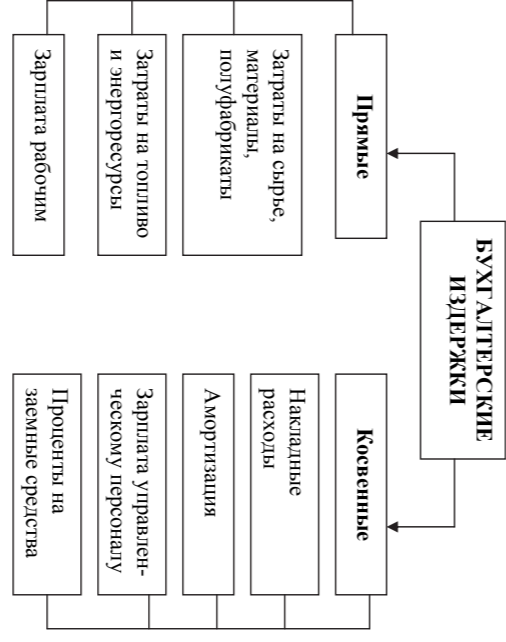 БУХГАЛТЕРСКИЕ
ИЗДЕРЖКИ
Прямые
Затраты на сырье,
материалы,
полуфабрикаты
Затраты на топливо
и энергоресурсы
Зарплата рабочим
Косвенные
Накладные
расходы
Амортизация
Зарплата управлен-
ческому персоналу
Проценты на
заемные средства